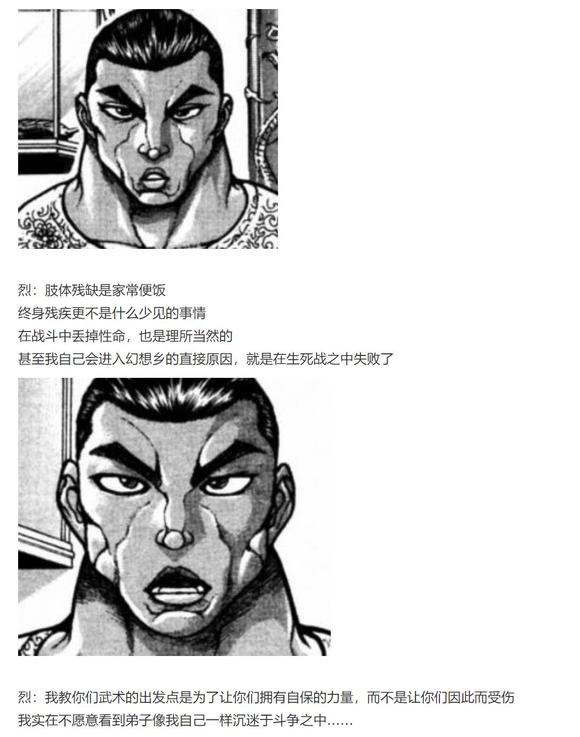 烈：肢体残缺是家常便饭
终身残疾更不是什么少见的事情
在战斗中丢掉性命，也是理所当然的
甚至我自己会进入幻想乡的直接原因，就是在生死战之中失败了
烈：我教你们武术的出发点是为了让你们拥有自保的力量，而不是让你们因此而受伤
我实在不愿意看到弟子像我自己一样沉迷于斗争之中……